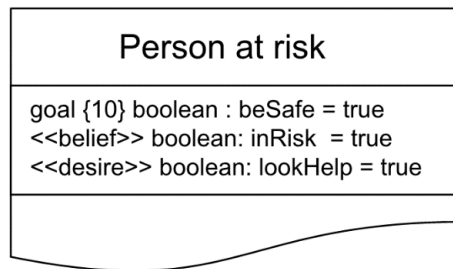 Person at risk
goal {10} boolean : beSafe = true
<<belief>> boolean: inRisk  = true
<<desire>> boolean: lookHelp = true